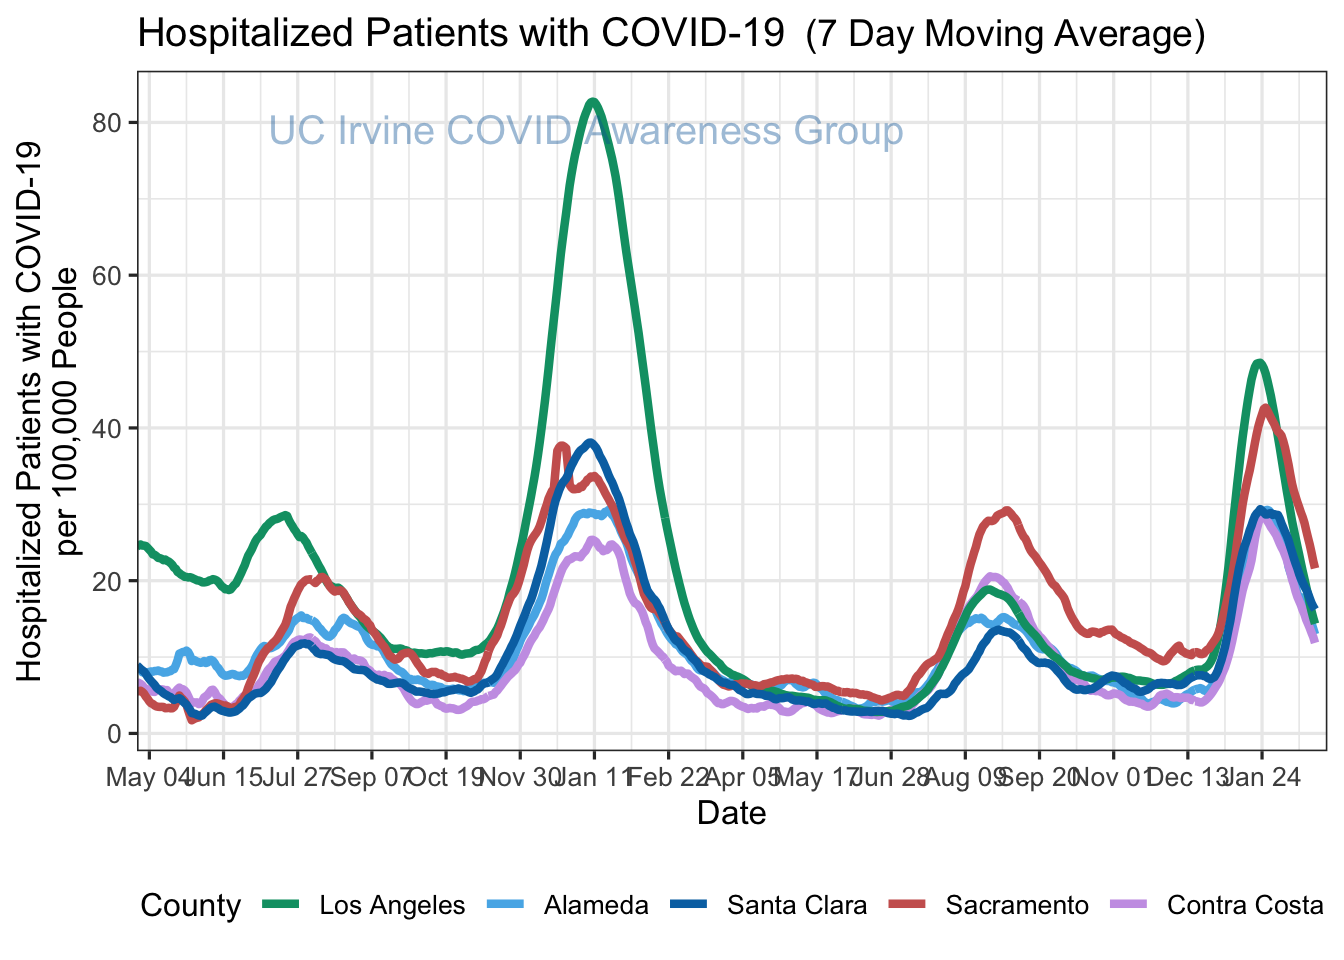 Hospitalized Patients with COVID-19 (7 Day Moving Average)
UC Irvine COVID Awareness Group
Hospitalized Patients with COVID-19
per 100,000 People
80
60
40
20
0
May 04 Jun 15 Jul 27 Sep 07 Oct 19 Nov 30 Jan 11 Feb 22 Apr 05 May 17 Jun 28 Aug 09 Sep 20 Nov 01 Dec 13 Jan 24
Date
County Los Angeles Alameda Santa Clara Sacramento Contra Costa